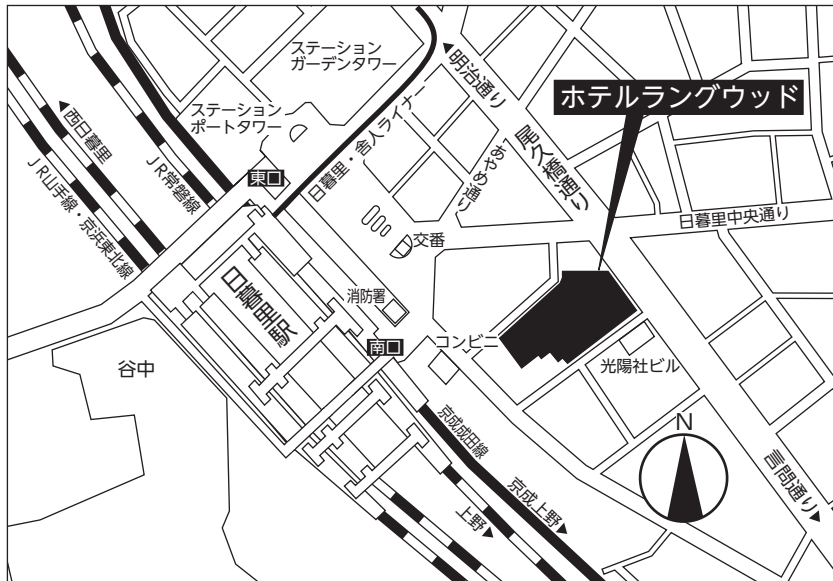 ステーション
ガーデンタワー
明治通り
ホテルラングウッド
ステーション
ポートタワー
西日暮里
JR山手線・京浜東北線
JR常磐線
日暮里・舎人ライナー
尾久橋通り
あやめ通り
東口
日暮里中央通り
交番
日暮里駅
消防署
南口
コンビニ
谷中
光陽社ビル
京成成田線
N
京成上野
上野
言問通り